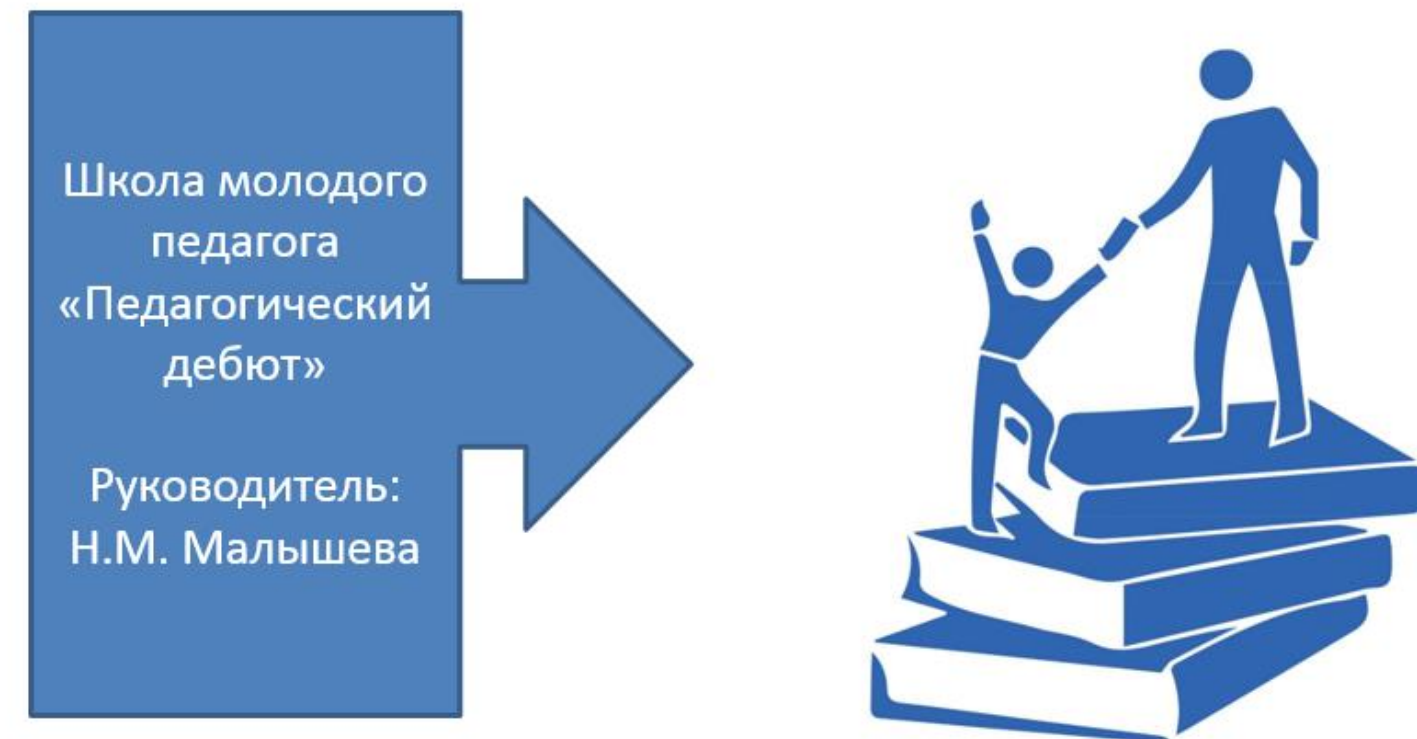 Школа молодого
педагога
«Педагогический
дебют»
Руководитель:
Н.М. Малышева